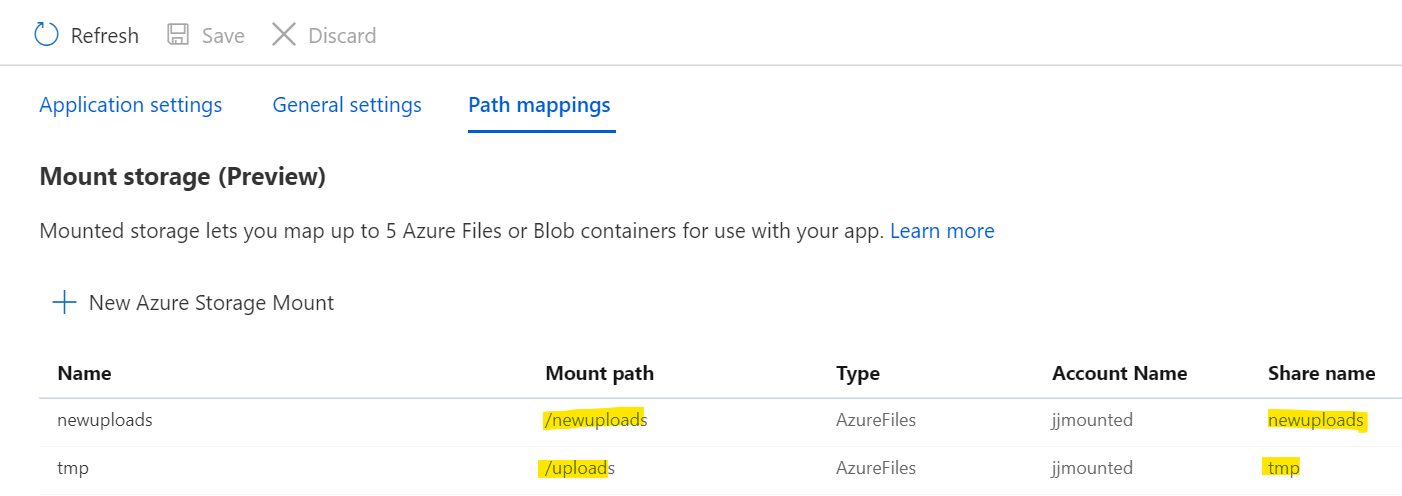 Refresh Save Discard
Application settings General settings Path mappings
Mount storage (Preview)
Mounted storage lets you map up to 5 Azure Files or Blob containers for use with your app. Learn more
New Azure Storage Mount
Name Mount path Type Account Name Share name
newuploads /newuploads AzureFiles jjmounted newuploads
tmp /uploads AzureFiles jjmounted tmp